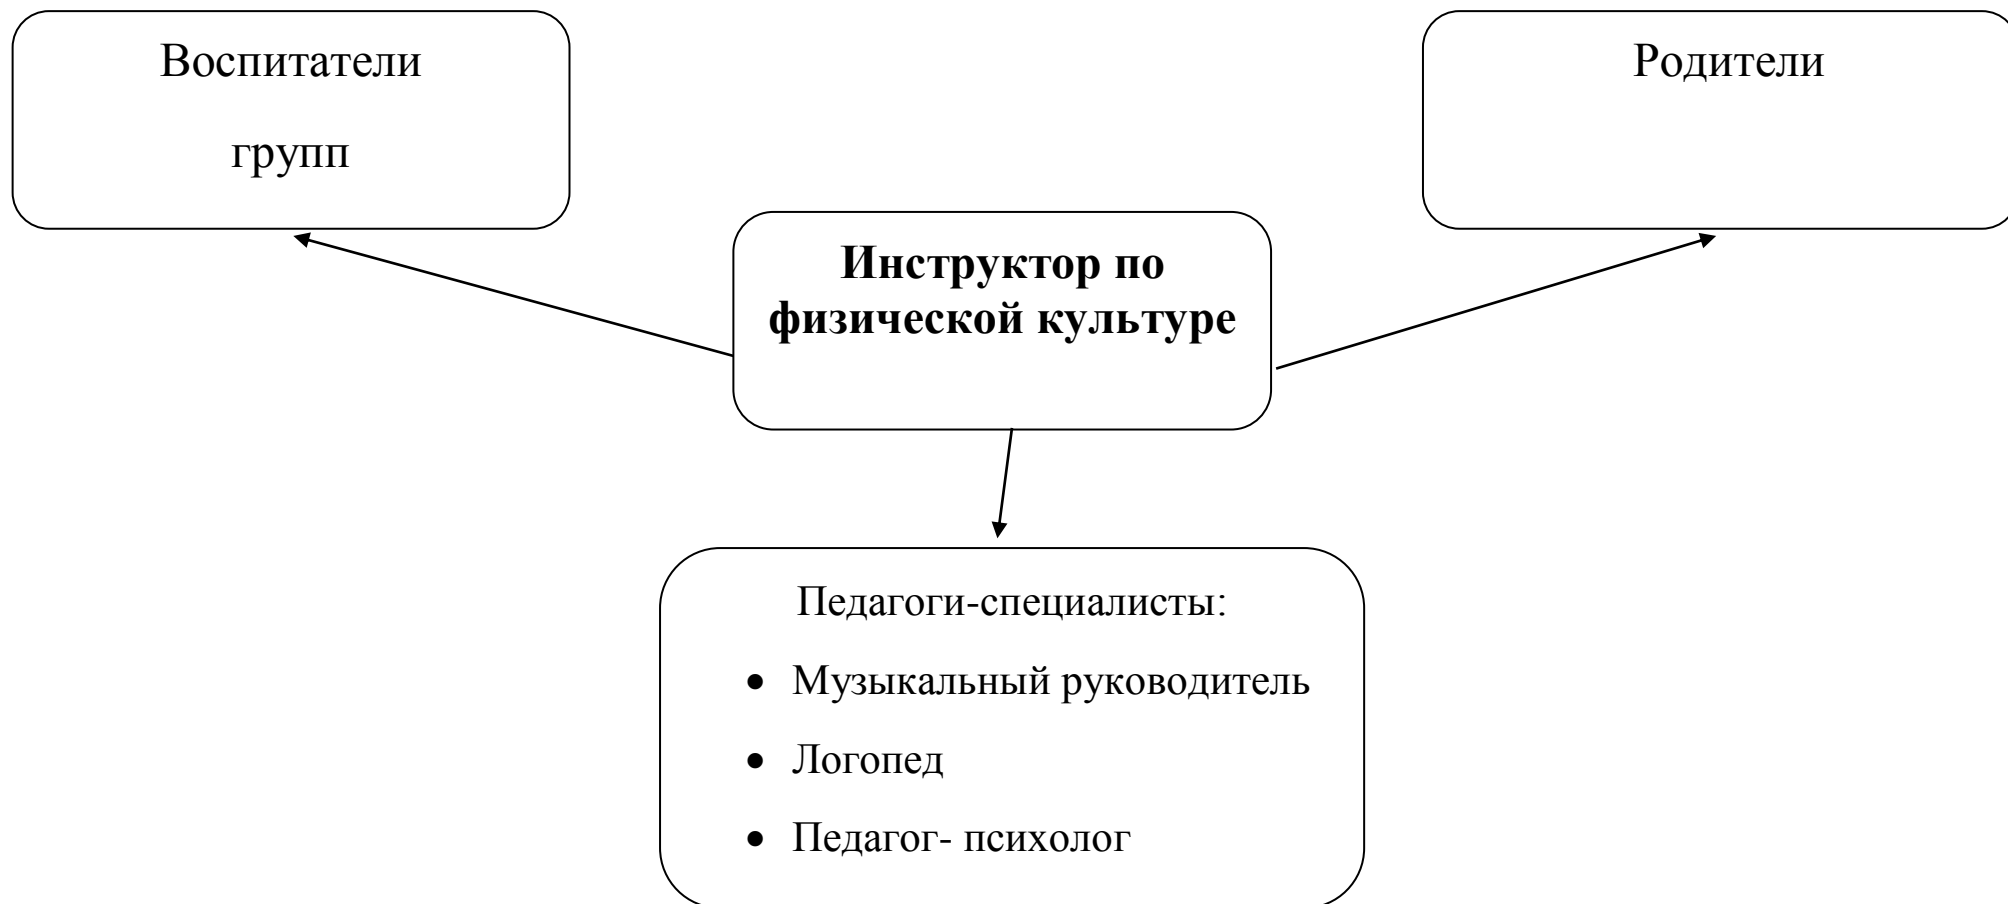 Воспитатели
групп
Родители
Инструктор по
физической культуре
Педагоги-специалисты:
• Музыкальный руководитель
• Логопед
• Педагог- психолог